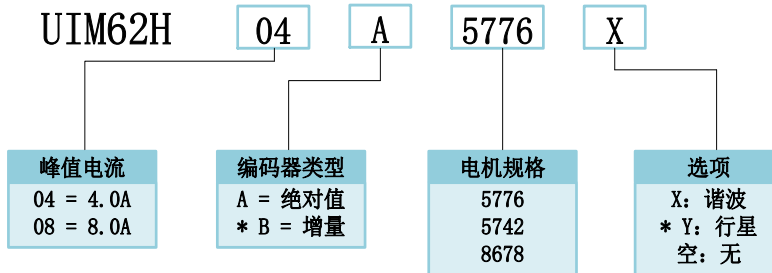 UIM62H 04 A 5776 X
峰值电流
04 = 4.0A
08 = 8.0A
编码器类型
A = 绝对值
* B = 增量
电机规格
5776
5742
8678
选项
X: 谐波
* Y: 行星
空: 无